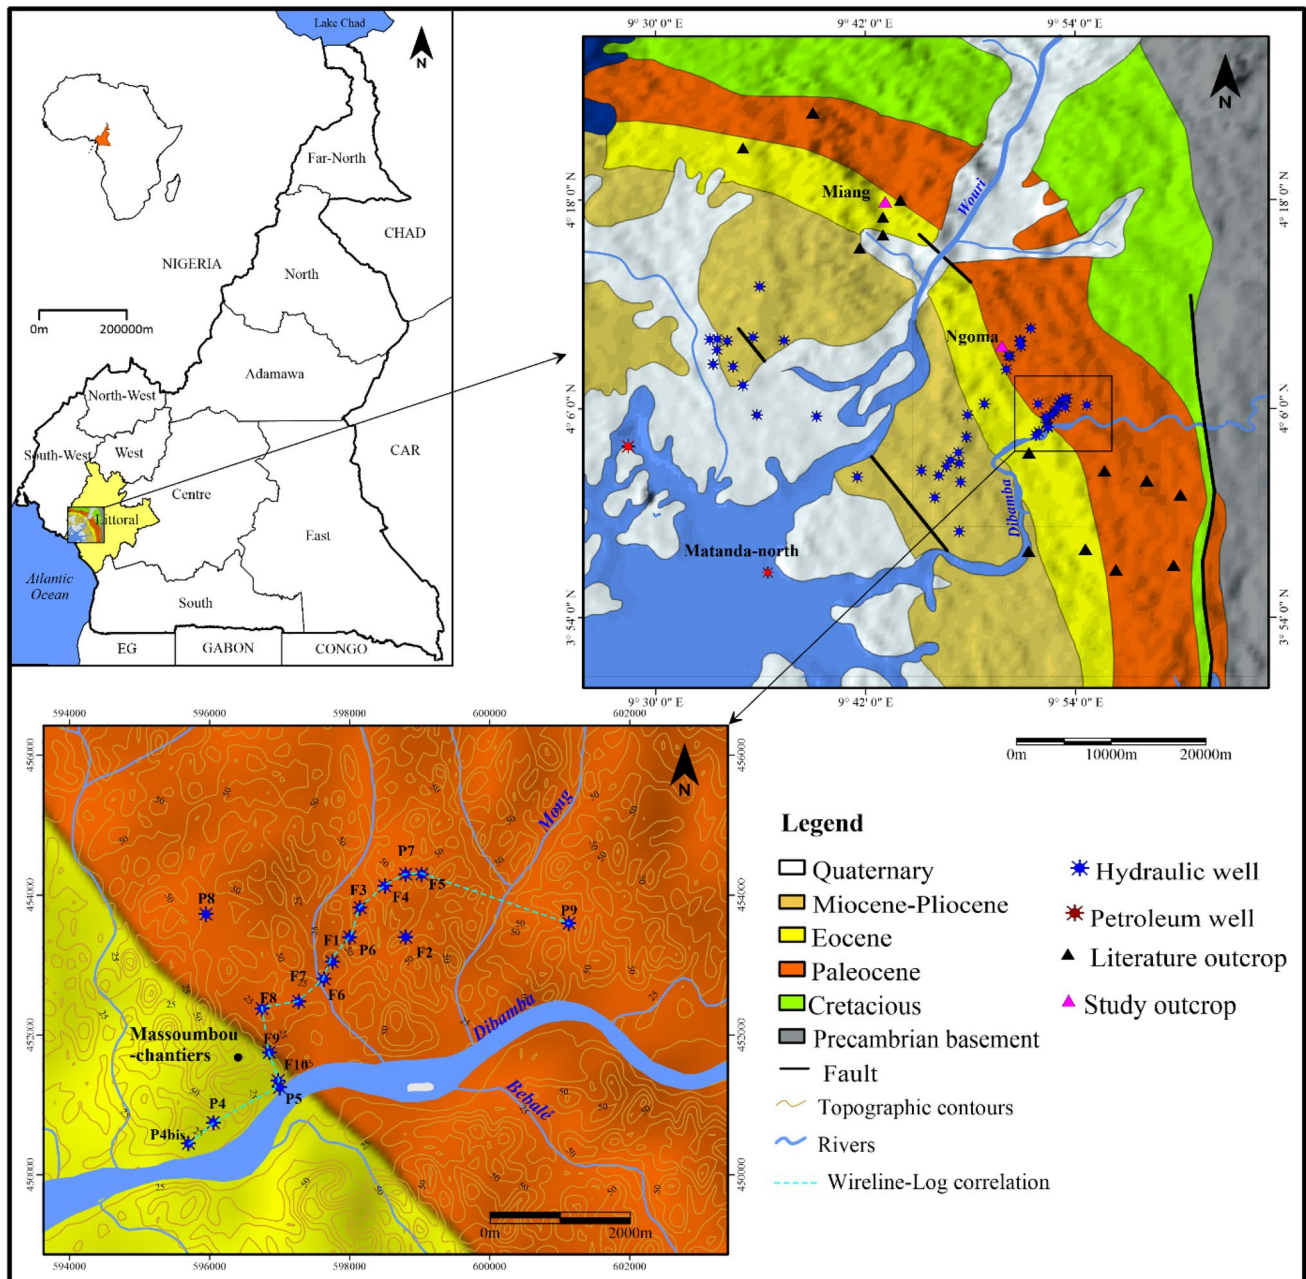 Lake Chad
N
Far-North
CHAD
NIGERIA
North
0m 200000m
Adamawa
North-West
South-West
West
CAR
Centre
Littoral
East
Atlantic
Ocean
South
EG
GABON
CONGO
9° 30' 0" E
9° 42' 0" E
9° 54' 0" E
N
4° 18' 0" N
4° 18' 0" N
Miang
Wouri
Ngoma
4° 6' 0" N
4° 6' 0" N
Dibamba
Matanda-north
3° 54' 0" N
3° 54' 0" N
9° 30' 0" E
9° 42' 0" E
9° 54' 0" E
0m 10000m 20000m
594000 596000 598000 600000 602000
456000
456000
N
Mong
P7
F5
F4
F3
P8
P9
454000
454000
F1
P6
F2
F7
F6
F8
Dibamba
Massoumbou
-chantiers
F9
452000
452000
F10
P5
Bebalé
P4
P4bis
450000
450000
0m 2000m
594000 596000 598000 600000 602000
Legend
Quaternary
Miocene-Pliocene
Eocene
Paleocene
Cretacious
Precambrian basement
Fault
Topographic contours
Rivers
Wireline-Log correlation
Hydraulic well
Petroleum well
Literature outcrop
Study outcrop